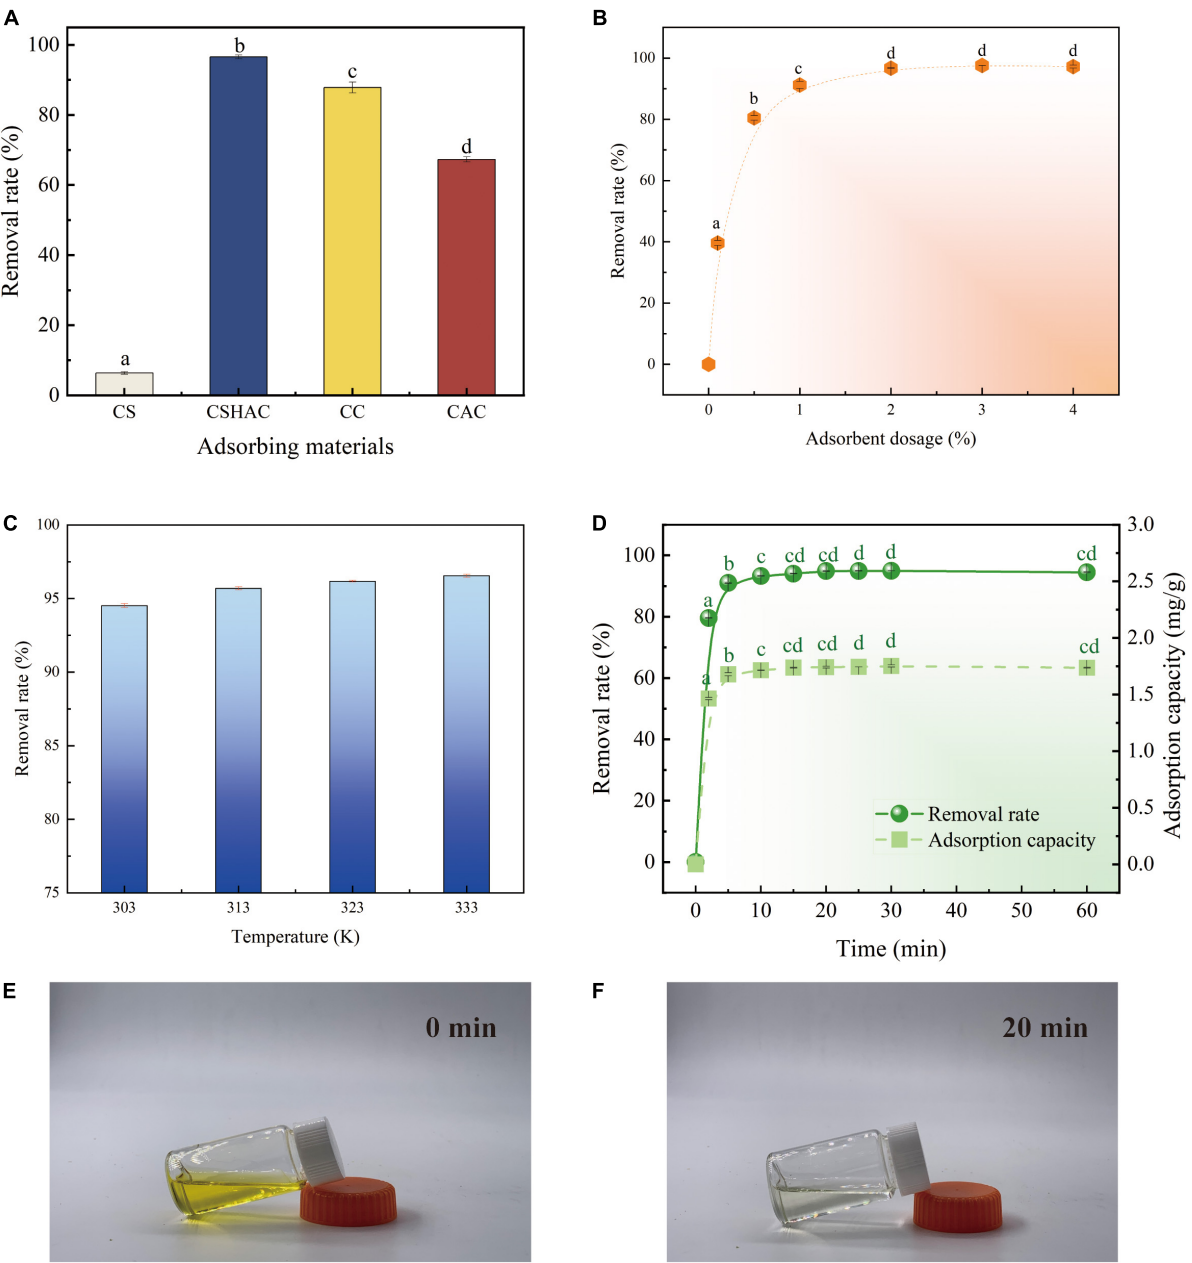 A
Removal rate (%)
100
80
60
40
20
0
a
b
c
d
CS CSHAC CC CAC
Adsorbing materials
B
Removal rate (%)
100
80
60
40
20
0
a
b
c
d
d
d
0 1 2 3 4
Adsorbent dosage (%)
C
Removal rate (%)
100
95
90
85
80
75
303 313 323 333
Temperature (K)
D
Removal rate (%)
100
80
60
40
20
0
a b c cd cd d d cd
a b c cd cd d d cd
Removal rate
Adsorption capacity
3.0
2.5
2.0
1.5
1.0
0.5
0.0
Adsorption capacity (mg/g)
0 10 20 30 40 50 60
Time (min)
E
0 min
F
20 min